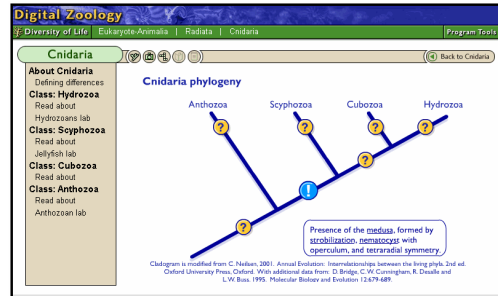 Digital Zoology
Diversity of Life Eukaryote-Animalia | Radiata | Cnidaria Program Tools
Cnidaria
Back to Cnidaria
About Cnidaria
Defining differences
Class: Hydrozoa
Read about
Hydrozoans lab
Class: Scyphozoa
Read about
Jellyfish lab
Class: Cubozoa
Read about
Class: Anthozoa
Read about
Anthozoan lab
Cnidaria phylogeny
Anthozoa Scyphozoa Cubozoa Hydrozoa
? ? ? ?
!
?
Presence of the medusa, formed by
strobilization, nematocyst with
operculum, and tetraradial symmetry.
Cladogram is modified from C. Neilsen, 2001. Annual Evolution: Interrelationships between the living phyla. 2nd ed.
Oxford University Press, Oxford. With additional data from: D. Bridge, C. W. Cunningham, R. Desalle and
L.W. Buss. 1995. Molecular Biology and Evolution 12:679-689.